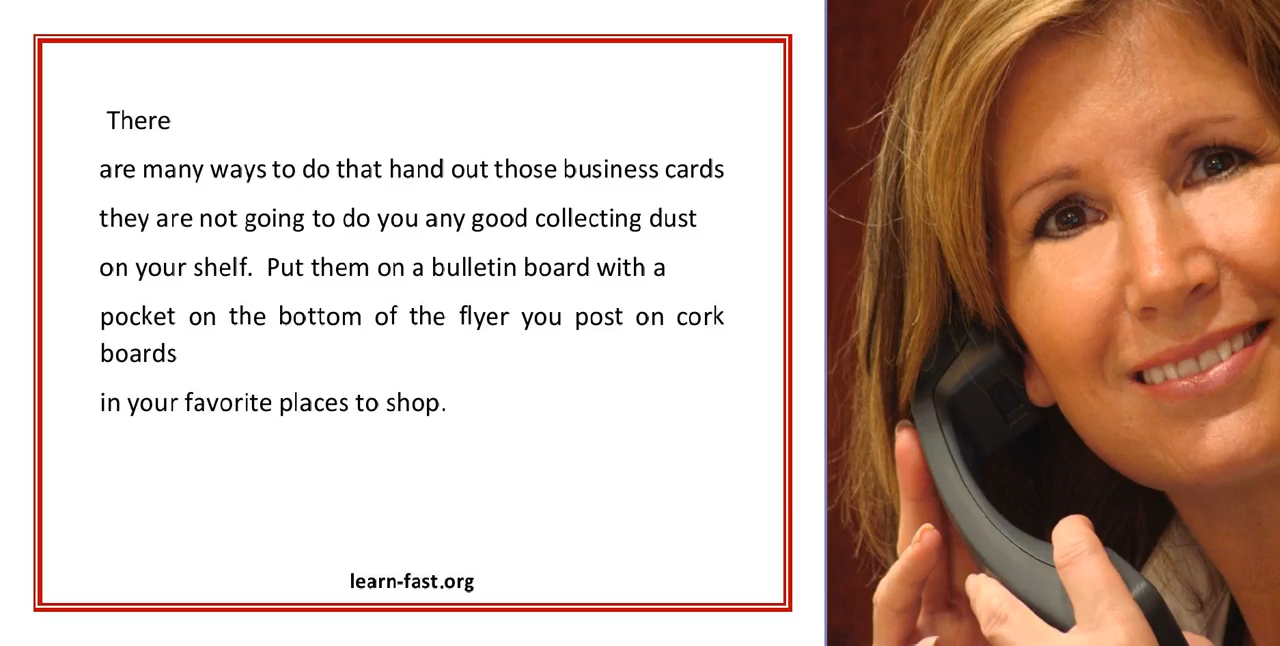 There
are many ways to do that hand out those business cards
they are not going to do you any good collecting dust
on your shelf.  Put them on a bulletin board with a
pocket on the bottom of the flyer you post on cork
boards
in your favorite places to shop.
learn-fast.org